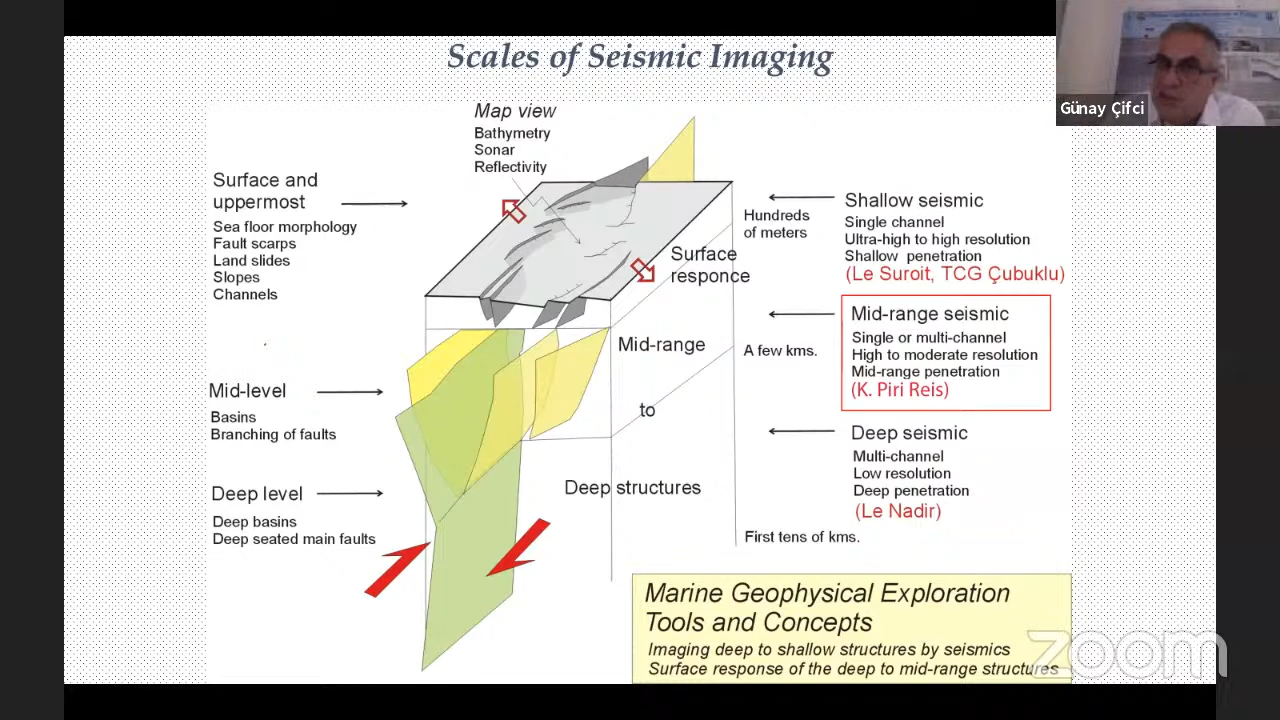 Scales of Seismic Imaging
Günay Çifci
Map view
Bathymetry
Sonar
Reflectivity
Surface and
uppermost
Sea floor morphology
Fault scarps
Land slides
Slopes
Channels
Mid-level
Basins
Branching of faults
Deep level
Deep basins
Deep seated main faults
Surface
responce
Mid-range
to
Deep structures
Hundreds
of meters
A few kms.
First tens of kms.
Shallow seismic
Single channel
Ultra-high to high resolution
Shallow penetration
(Le Suroit, TCG Çubuklu)
Mid-range seismic
Single or multi-channel
High to moderate resolution
Mid-range penetration
(K. Piri Reis)
Deep seismic
Multi-channel
Low resolution
Deep penetration
(Le Nadir)
Marine Geophysical Exploration
Tools and Concepts
Imaging deep to shallow structures by seismics
Surface response of the deep to mid-range structures
zoom